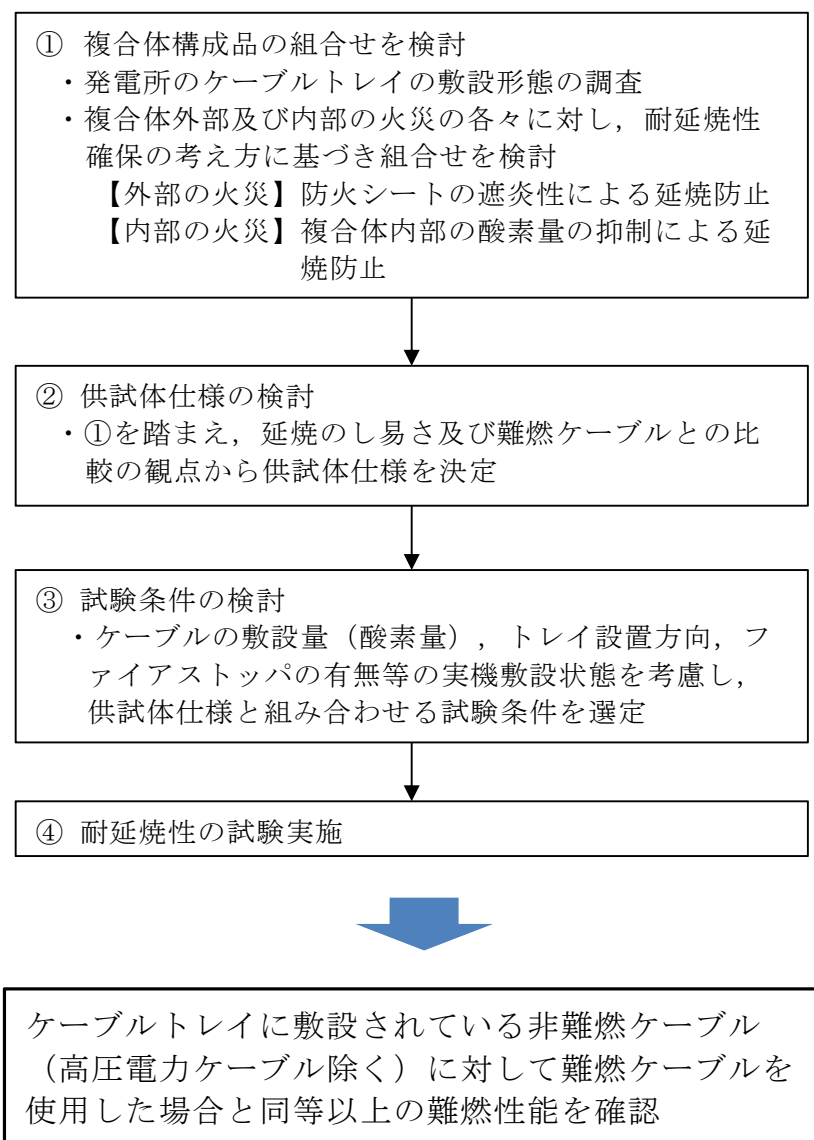 ① 複合体構成品の組合せを検討
・発電所のケーブルトレイの敷設形態の調査
・複合体外部及び内部の火災の各々に対し，耐延焼性
確保の考え方に基づき組合せを検討
【外部の火災】防火シートの遮炎性による延焼防止
【内部の火災】複合体内部の酸素量の抑制による延
焼防止
② 供試体仕様の検討
・①を踏まえ，延焼のし易さ及び難燃ケーブルとの比
較の観点から供試体仕様を決定
③ 試験条件の検討
・ケーブルの敷設量（酸素量），トレイ設置方向，フ
ァイアストッパの有無等の実機敷設状態を考慮し，
供試体仕様と組み合わせる試験条件を選定
④ 耐延焼性の試験実施
ケーブルトレイに敷設されている非難燃ケーブル
（高圧電力ケーブル除く）に対して難燃ケーブルを
使用した場合と同等以上の難燃性能を確認